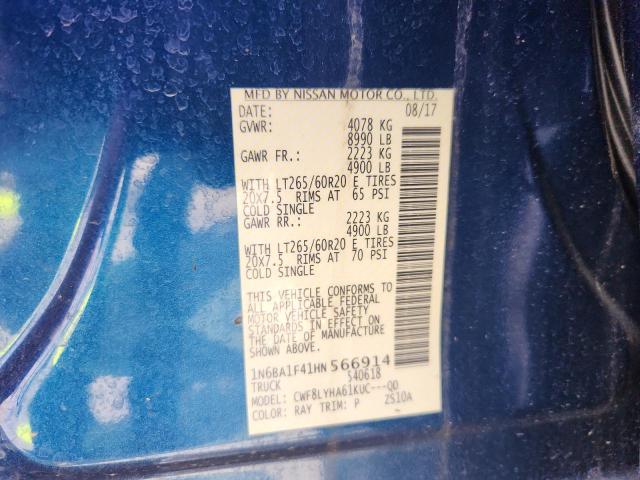 MFD BY NISSAN MOTOR CO., LTD.
DATE: 08/17
GVWR: 4078 KG
8990 LB
GAWR FR.: 2223 KG
4900 LB
WITH LT265/60R20 E TIRES
20X7.5 RIMS AT 65 PSI
COLD SINGLE
GAWR RR.: 2223 KG
4900 LB
WITH LT265/60R20 E TIRES
20X7.5 RIMS AT 70 PSI
COLD SINGLE
THIS VEHICLE CONFORMS TO
ALL APPLICABLE FEDERAL
MOTOR VEHICLE SAFETY
STANDARDS IN EFFECT ON
THE DATE OF MANUFACTURE
SHOWN ABOVE.
1N6BA1F41HN566914
TRUCK S40618
MODEL: CWF8LYHA61KUC---Q0
COLOR: RAY TRIM: P ZS10A